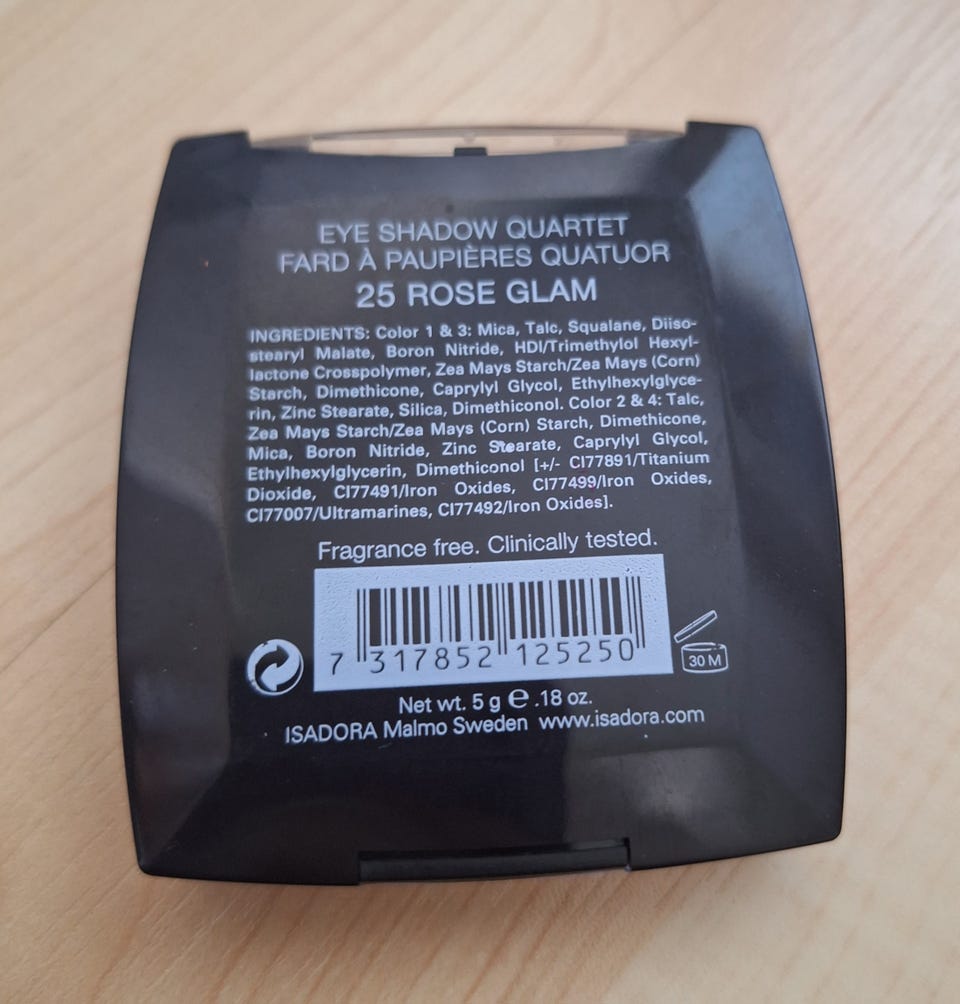 EYE SHADOW QUARTET
FARD À PAUPIÈRES QUATUOR
25 ROSE GLAM
INGREDIENTS: Color 1 & 3: Mica, Talc, Squalane, Diiso-
stearyl Malate, Boron Nitride, HDI/Trimethylol Hexyl-
lactone Crosspolymer, Zea Mays Starch/Zea Mays (Corn)
Starch, Dimethicone, Caprylyl Glycol, Ethylhexylglyce-
rin, Zinc Stearate, Silica, Dimethiconol. Color 2 & 4: Talc,
Zea Mays Starch/Zea Mays (Corn) Starch, Dimethicone,
Mica, Boron Nitride, Zinc Stearate, Caprylyl Glycol,
Ethylhexylglycerin, Dimethiconol [+/- CI77891/Titanium
Dioxide, CI77491/Iron Oxides, CI77499/Iron Oxides,
CI77007/Ultramarines, CI77492/Iron Oxides].
Fragrance free. Clinically tested.
7 317852 125250
30 M
Net wt. 5 g ℮ .18 oz.
ISADORA Malmo Sweden www.isadora.com